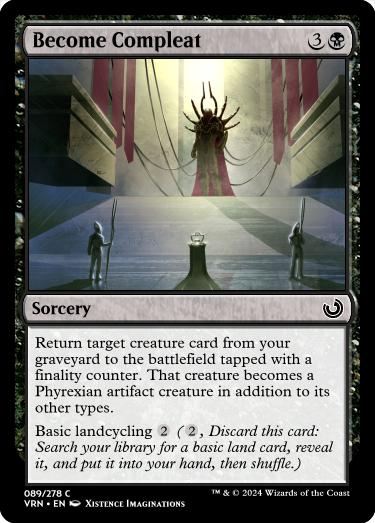 Become Compleat 3
Sorcery
Return target creature card from your
graveyard to the battlefield tapped with a
finality counter. That creature becomes a
Phyrexian artifact creature in addition to its
other types.
Basic landcycling 2 ( 2 , Discard this card:
Search your library for a basic land card, reveal
it, and put it into your hand, then shuffle.)
089/278 C
VRN • EN Xistence Imaginations ™ & © 2024 Wizards of the Coast